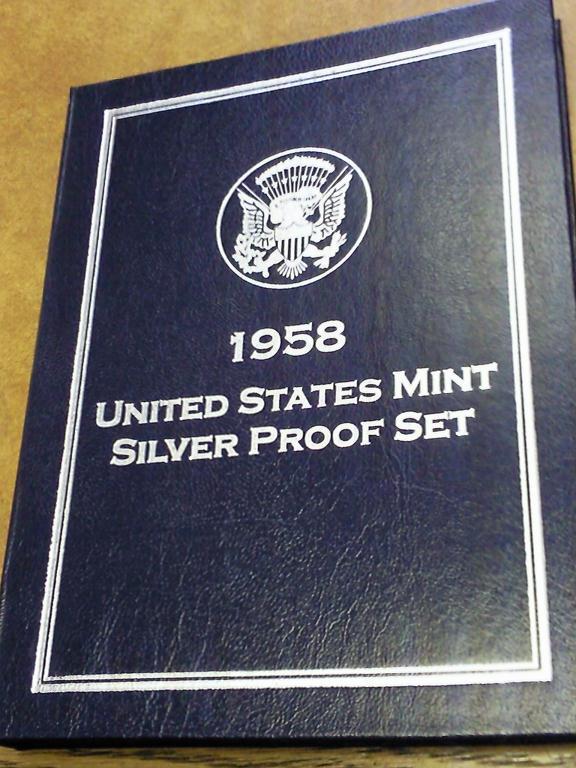 1958
UNITED STATES MINT
SILVER PROOF SET